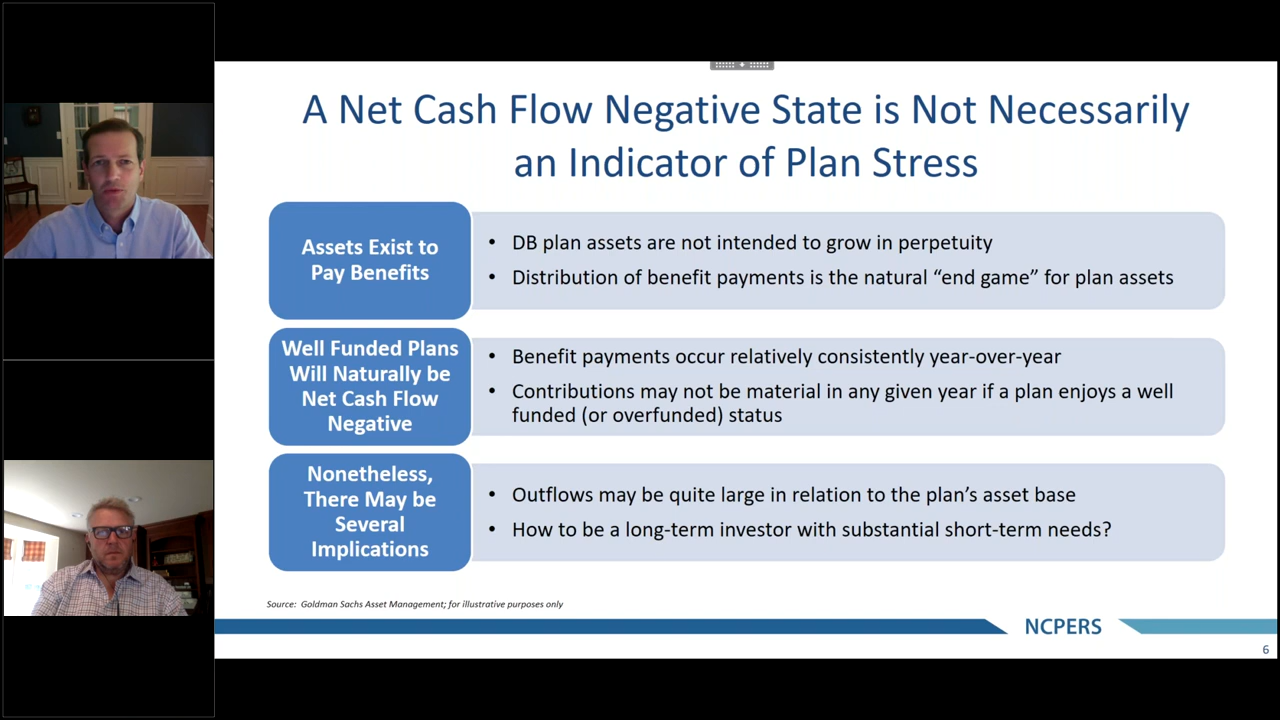 A Net Cash Flow Negative State is Not Necessarily
an Indicator of Plan Stress
Assets Exist to
Pay Benefits
• DB plan assets are not intended to grow in perpetuity
• Distribution of benefit payments is the natural “end game” for plan assets
Well Funded Plans
Will Naturally be
Net Cash Flow
Negative
• Benefit payments occur relatively consistently year-over-year
• Contributions may not be material in any given year if a plan enjoys a well
funded (or overfunded) status
Nonetheless,
There May be
Several
Implications
• Outflows may be quite large in relation to the plan’s asset base
• How to be a long-term investor with substantial short-term needs?
Source: Goldman Sachs Asset Management; for illustrative purposes only
NCPERS
6